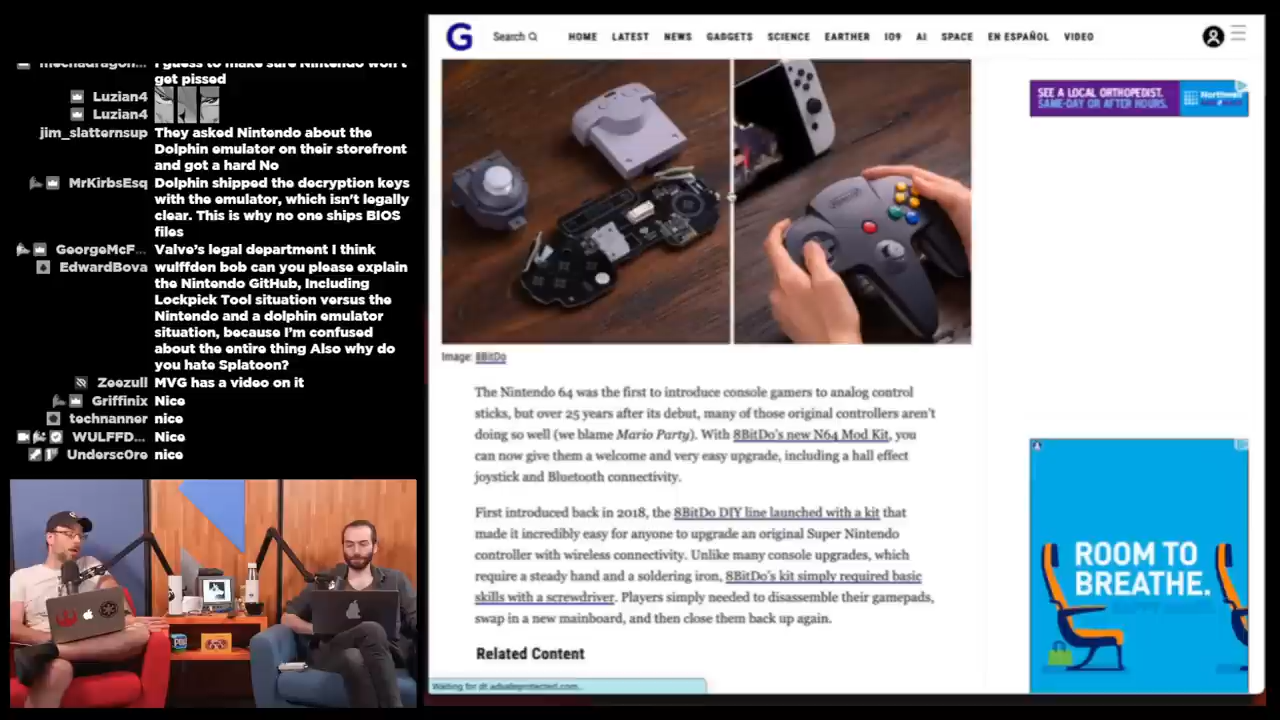 I guess to make sure Nintendo won't
get pissed
Luzian4
Luzian4
jim_slatternsup They asked Nintendo about the
Dolphin emulator on their storefront
and got a hard No
MrKirbsEsq Dolphin shipped the decryption keys
with the emulator, which isn't legally
clear. This is why no one ships BIOS
files
GeorgeMcF... Valve's legal department I think
EdwardBova wulffden bob can you please explain
the Nintendo GitHub, Including
Lockpick Tool situation versus the
Nintendo and a dolphin emulator
situation, because I'm confused
about the entire thing Also why do
you hate Splatoon?
Zeezull MVG has a video on it
Griffinix Nice
technanner nice
WULFFD... Nice
Undersc0re nice
G Search HOME LATEST NEWS GADGETS SCIENCE EARTHER IO9 AI SPACE EN ESPAÑOL VIDEO
Image: 8BitDo
The Nintendo 64 was the first to introduce console gamers to analog control
sticks, but over 25 years after its debut, many of those original controllers aren't
doing so well (we blame Mario Party). With 8BitDo's new N64 Mod Kit, you
can now give them a welcome and very easy upgrade, including a hall effect
joystick and Bluetooth connectivity.
First introduced back in 2018, the 8BitDo DIY line launched with a kit that
made it incredibly easy for anyone to upgrade an original Super Nintendo
controller with wireless connectivity. Unlike many console upgrades, which
require a steady hand and a soldering iron, 8BitDo's kit simply required basic
skills with a screwdriver. Players simply needed to disassemble their gamepads,
swap in a new mainboard, and then close them back up again.
Related Content
SEE A LOCAL ORTHOPEDIST.
SAME-DAY OR AFTER HOURS.
ROOM TO
BREATHE.